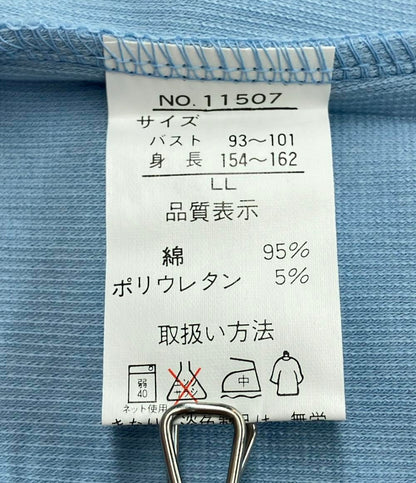 NO. 11507
サイズ
バスト 93～101
身長 154～162
LL
品質表示
綿 95%
ポリウレタン 5%
取扱い方法
弱 40 中
ネット使用